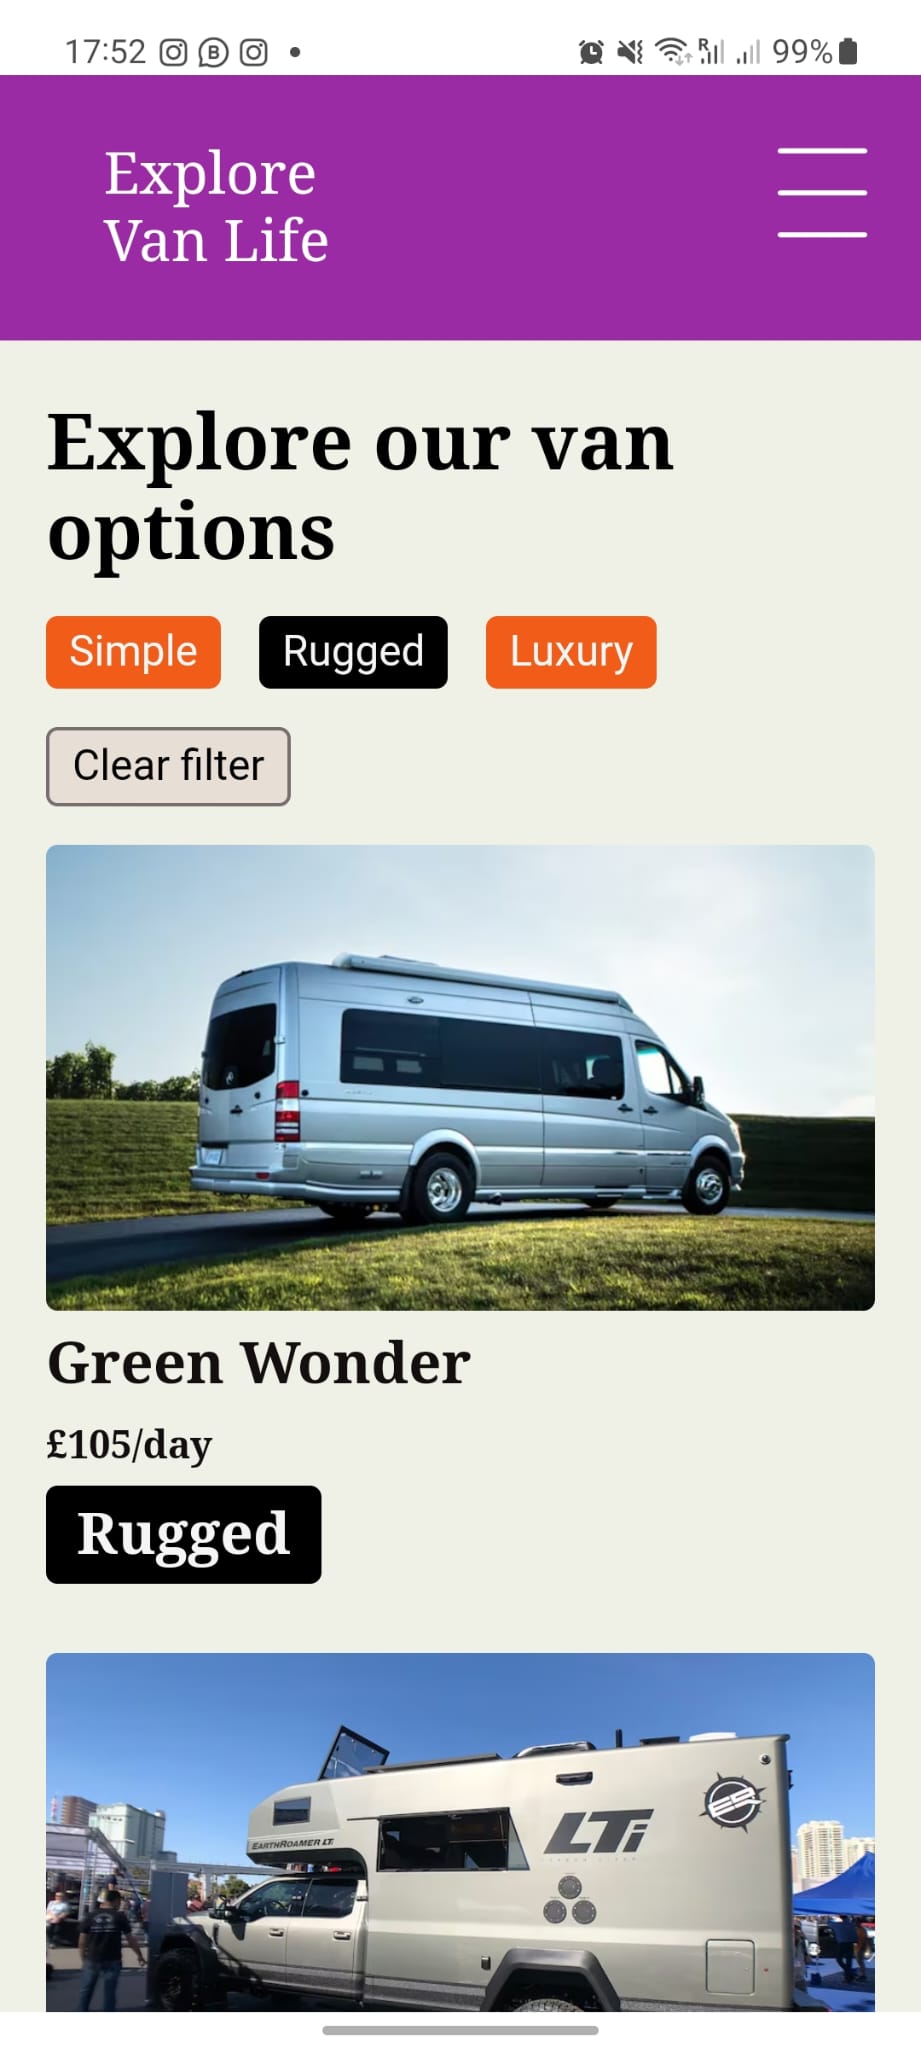 17:52
99%
Explore
Van Life
Explore our van
options
Simple
Rugged
Luxury
Clear filter
Green Wonder
£105/day
Rugged
EARTHROAMER LTi
LTi